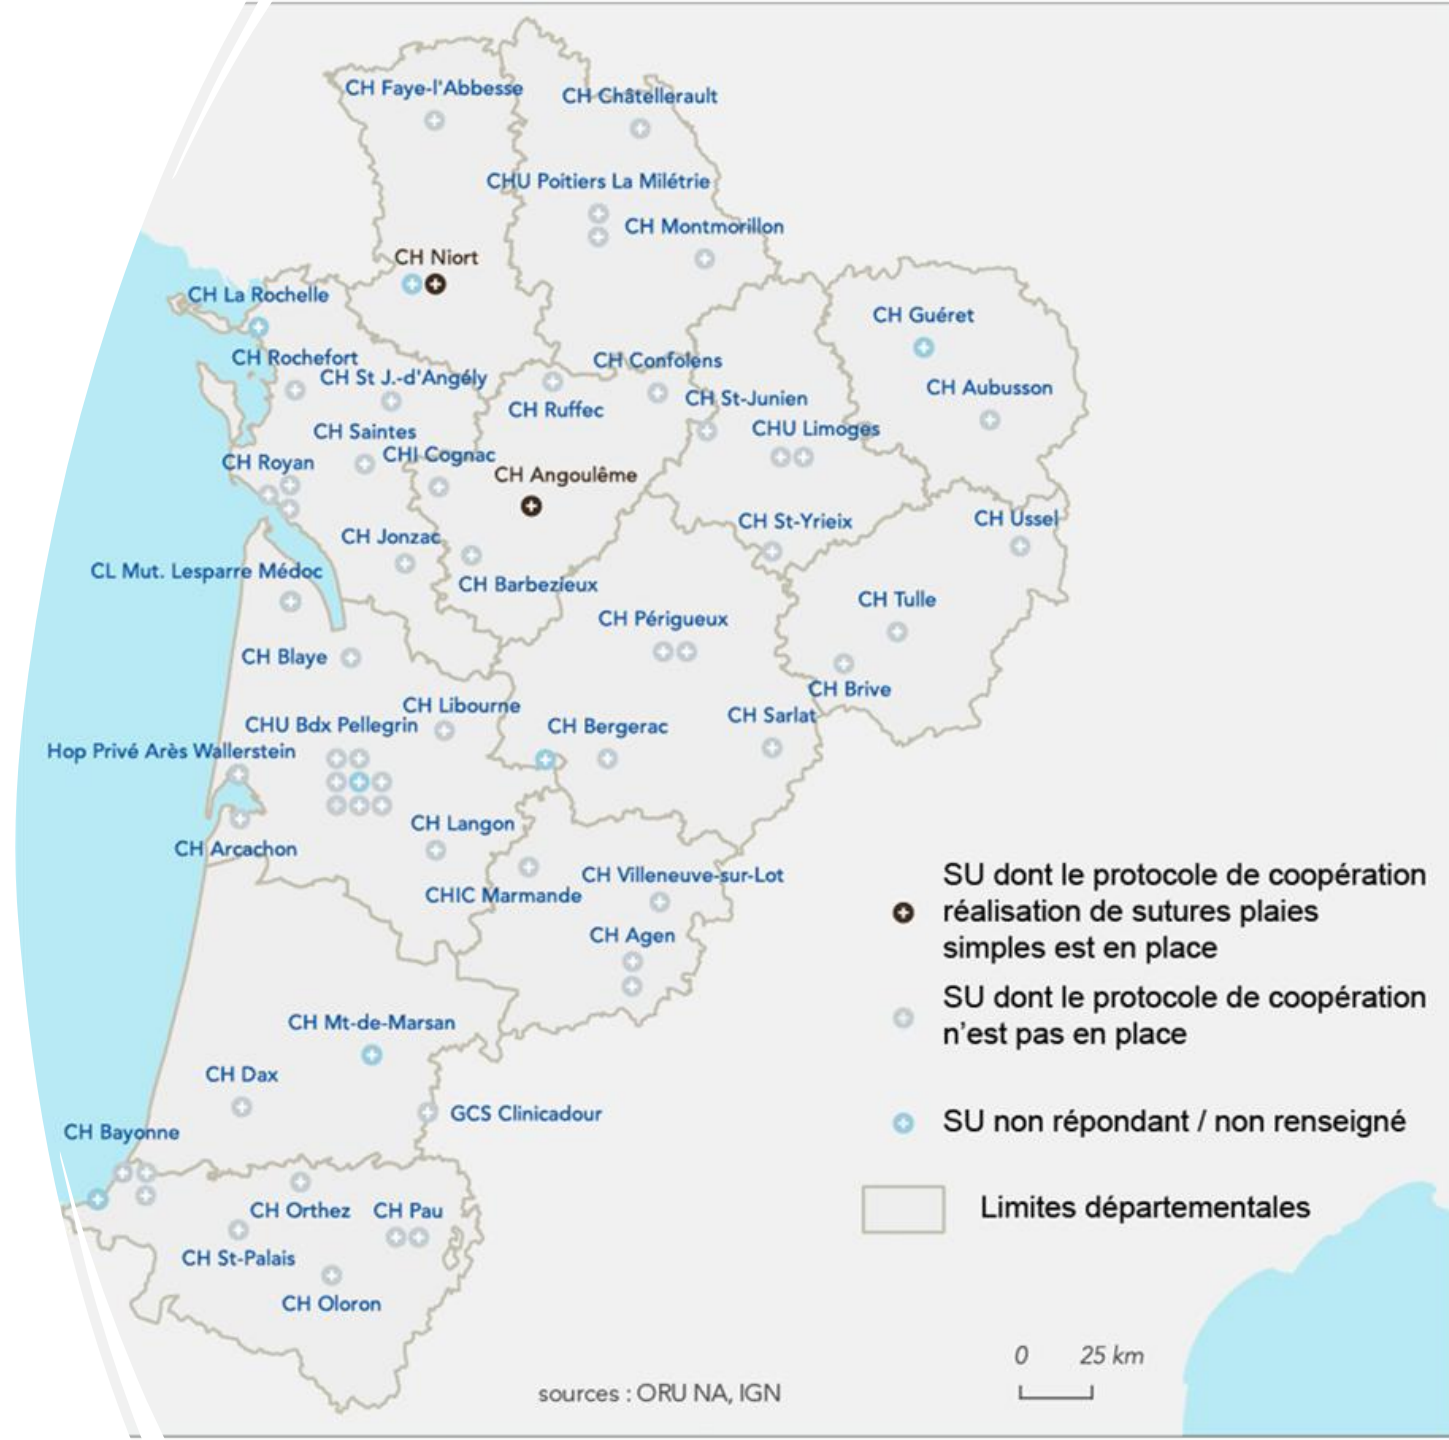 CH Faye-l'Abbesse
CH Châtellerault
CHU Poitiers La Milétrie
CH Montmorillon
CH Niort
CH La Rochelle
CH Guéret
CH Rochefort
CH St J.-d'Angély
CH Confolens
CH Aubusson
CH Ruffec
CH St-Junien
CHU Limoges
CH Saintes
CHI Cognac
CH Royan
CH Angoulême
CH St-Yrieix
CH Ussel
CH Jonzac
CL Mut. Lesparre Médoc
CH Barbezieux
CH Tulle
CH Périgueux
CH Blaye
CH Brive
CH Libourne
CH Sarlat
CHU Bdx Pellegrin
CH Bergerac
Hop Privé Arès Wallerstein
CH Langon
CH Arcachon
CH Villeneuve-sur-Lot
CHIC Marmande
CH Agen
CH Mt-de-Marsan
CH Dax
GCS Clinicadour
CH Bayonne
CH Orthez
CH Pau
CH St-Palais
CH Oloron
SU dont le protocole de coopération
réalisation de sutures plaies
simples est en place
SU dont le protocole de coopération
n’est pas en place
SU non répondant / non renseigné
Limites départementales
0 25 km
sources : ORU NA, IGN